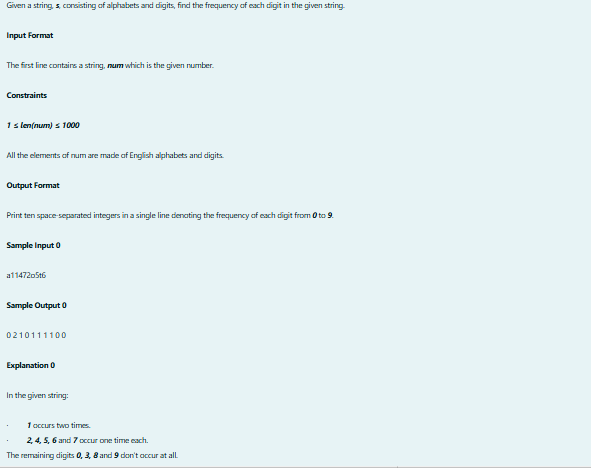 Given a string, s, consisting of alphabets and digits, find the frequency of each digit in the given string.
Input Format
The first line contains a string, num which is the given number.
Constraints
1 ≤ len(num) ≤ 1000
All the elements of num are made of English alphabets and digits.
Output Format
Print ten space-separated integers in a single line denoting the frequency of each digit from 0 to 9.
Sample Input 0
a11472o5t6
Sample Output 0
0 2 1 0 1 1 1 1 0 0
Explanation 0
In the given string:
· 1 occurs two times.
· 2, 4, 5, 6 and 7 occur one time each.
The remaining digits 0, 3, 8 and 9 don't occur at all.